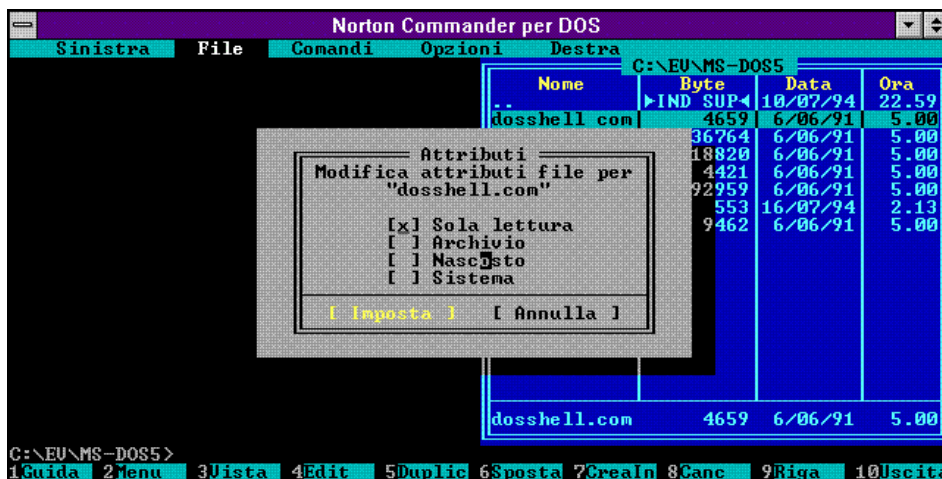 Norton Commander per DOS
Sinistra File Comandi Opzioni Destra
C:\EV\MS-DOS5
Nome Byte Data Ora
.. ►IND SUP◄ 10/07/94 22.59
dosshell com 4659 6/06/91 5.00
36764 6/06/91 5.00
18820 6/06/91 5.00
4421 6/06/91 5.00
92959 6/06/91 5.00
553 16/07/94 2.13
9462 6/06/91 5.00
Attributi
Modifica attributi file per
"dosshell.com"
[x] Sola lettura
[ ] Archivio
[ ] Nascosto
[ ] Sistema
[ Imposta ] [ Annulla ]
dosshell.com 4659 6/06/91 5.00
C:\EV\MS-DOS5>
1Guida 2Menu 3Vista 4Edit 5Duplic 6Sposta 7CreaIn 8Canc 9Riga 10Uscit